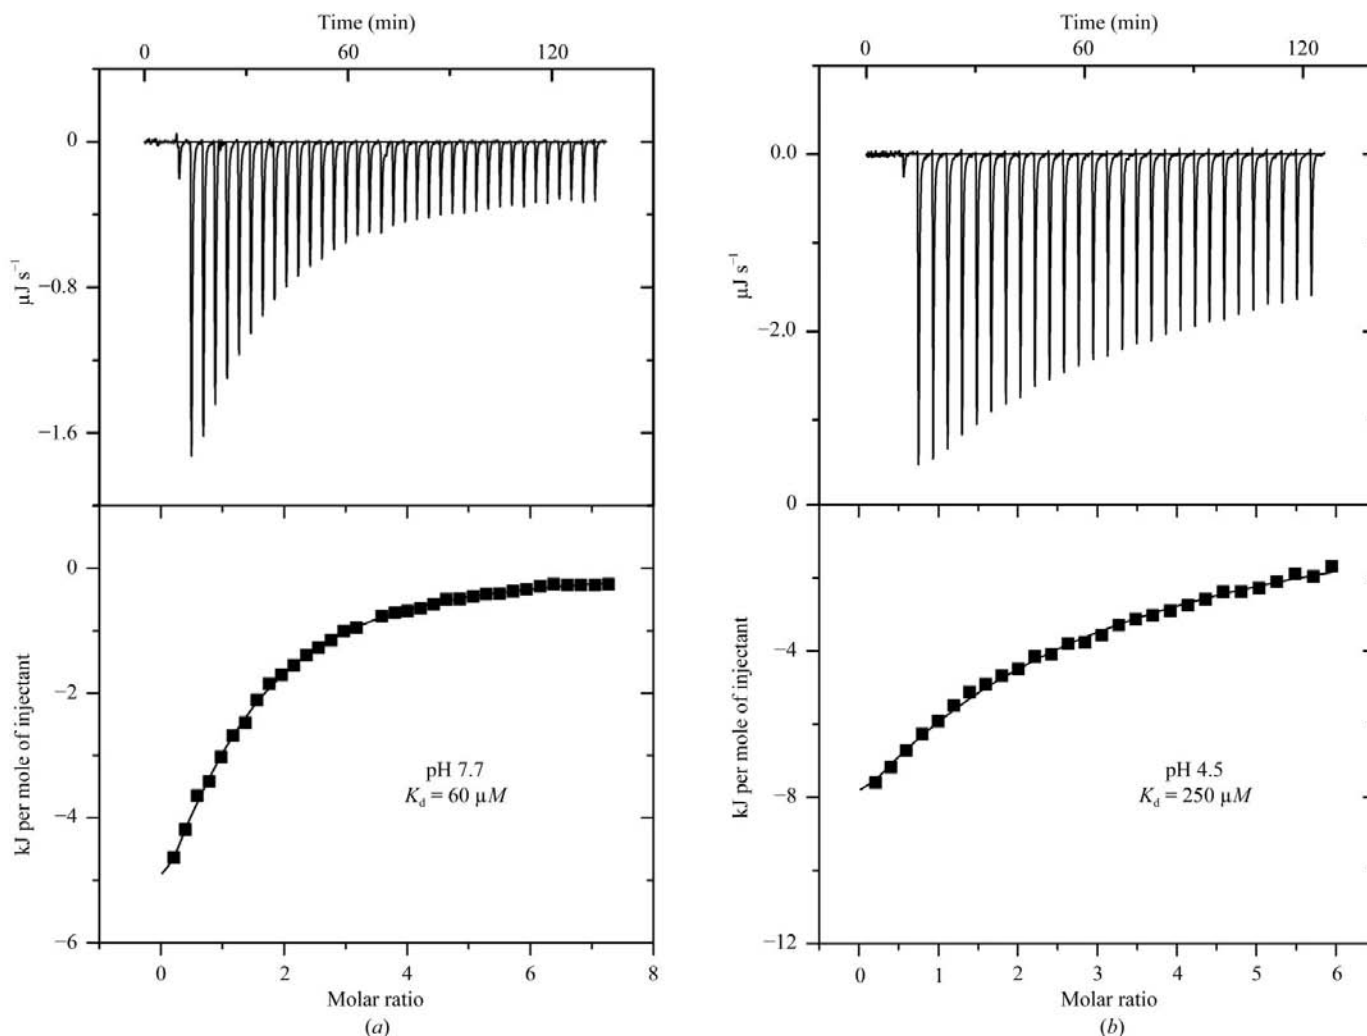 Time (min)
0 60 120
0
−0.8
−1.6
µJ s⁻¹
0
−2
−4
−6
kJ per mole of injectant
pH 7.7
K_d = 60 µM
0 2 4 6 8
Molar ratio
(a)
Time (min)
0 60 120
0.0
−2.0
0
µJ s⁻¹
−4
−8
−12
kJ per mole of injectant
pH 4.5
K_d = 250 µM
0 1 2 3 4 5 6
Molar ratio
(b)